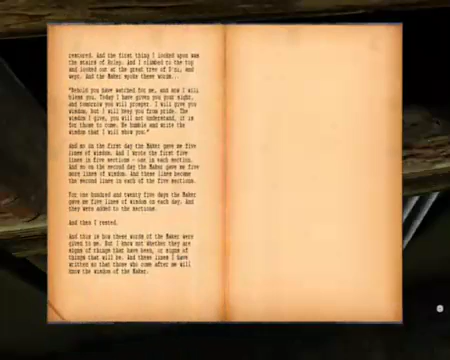 restored. And the first thing I looked upon was
the stairs of Buley. And I climbed to the top
and looked out at the great tree of D'ni, and
wept. And the Maker spoke these words...
"Behold you have watched for me, and now I will
bless you. Today I have given you your sight,
and tomorrow you will prosper. I will give you
wisdom, but I will keep you from pride. The
wisdom I give, you will not understand, it is
for those to come. Be humble and write the
wisdom that I will show you."
And so in the first day the Maker gave me five
lines of wisdom. And I wrote the first five
lines in five sections - one in each section.
And so on the second day the Maker gave me five
more lines of wisdom. And these lines became
the second lines in each of the five sections.
For one hundred and twenty five days the Maker
gave me five lines of wisdom on each day. And
they were added to the sections.
And then I rested.
And this is how these words of the Maker were
given to me. But I know not whether they are
signs of things that have been, or signs of
things that will be. And these lines I have
written so that those who come after me will
know the wisdom of the Maker.